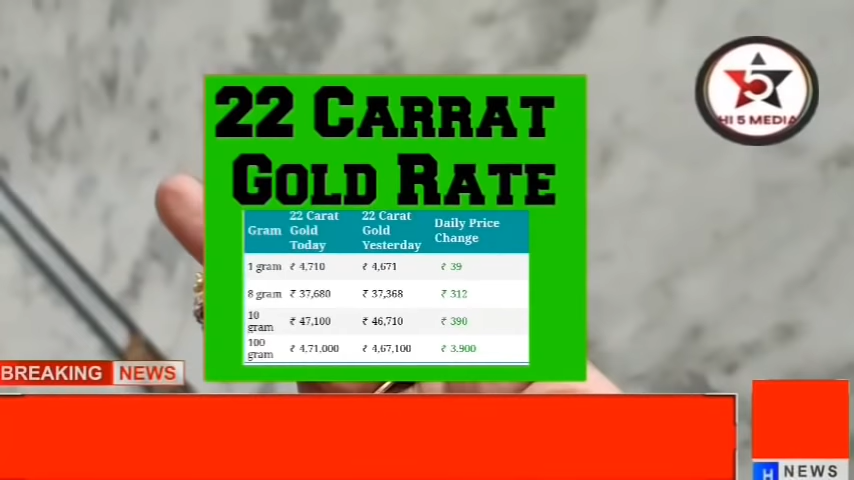 22 CARRAT
GOLD RATE
5
HI 5 MEDIA
Gram 22 Carat Gold Today 22 Carat Gold Yesterday Daily Price Change
1 gram ₹ 4,710 ₹ 4,671 ₹ 39
8 gram ₹ 37,680 ₹ 37,368 ₹ 312
10 gram ₹ 47,100 ₹ 46,710 ₹ 390
100 gram ₹ 4,71,000 ₹ 4,67,100 ₹ 3,900
BREAKING NEWS
H NEWS